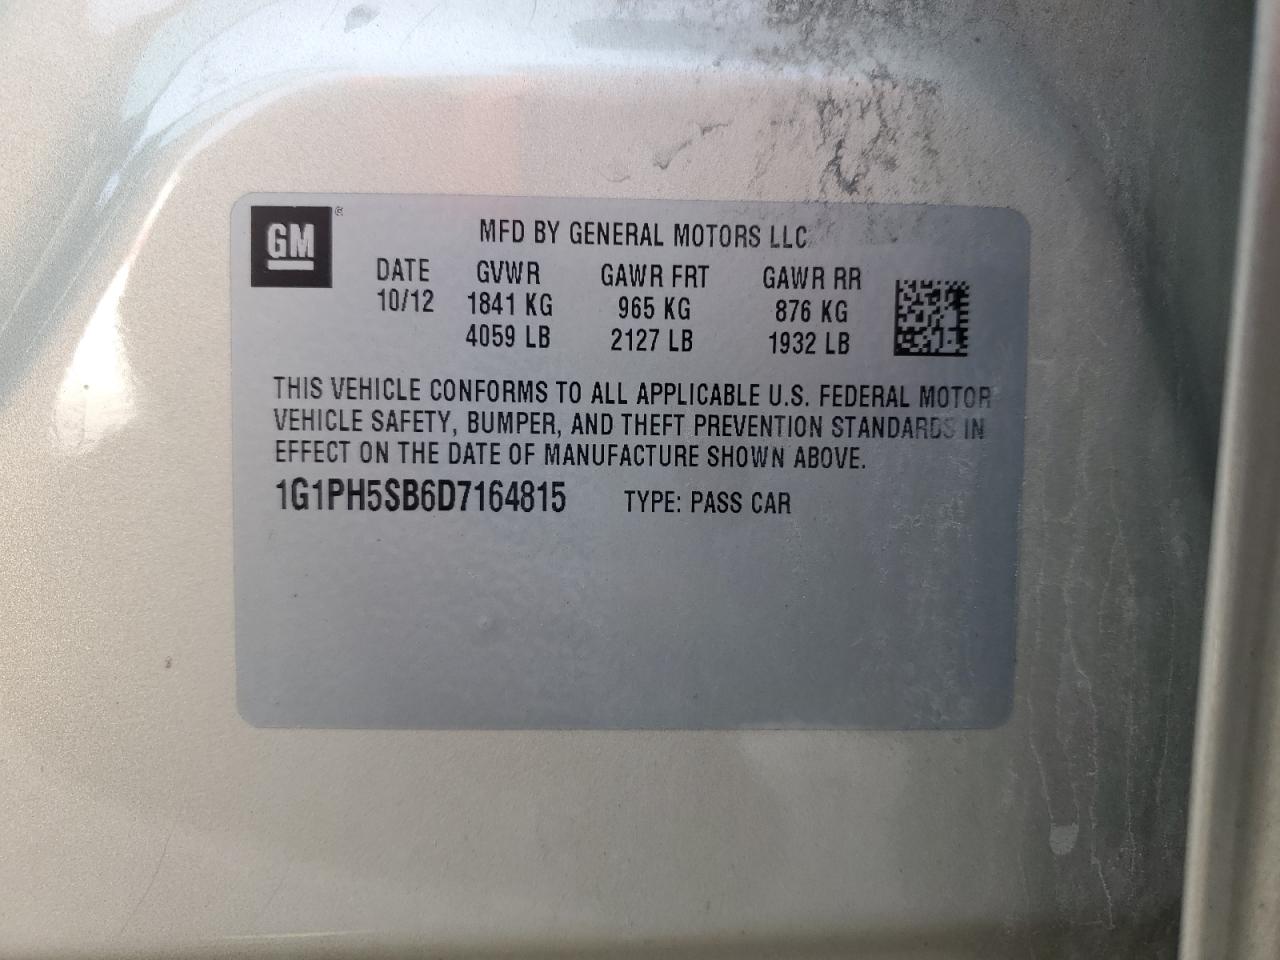 GM ®
MFD BY GENERAL MOTORS LLC
DATE GVWR GAWR FRT GAWR RR
10/12 1841 KG 965 KG 876 KG
4059 LB 2127 LB 1932 LB
THIS VEHICLE CONFORMS TO ALL APPLICABLE U.S. FEDERAL MOTOR
VEHICLE SAFETY, BUMPER, AND THEFT PREVENTION STANDARDS IN
EFFECT ON THE DATE OF MANUFACTURE SHOWN ABOVE.
1G1PH5SB6D7164815 TYPE: PASS CAR